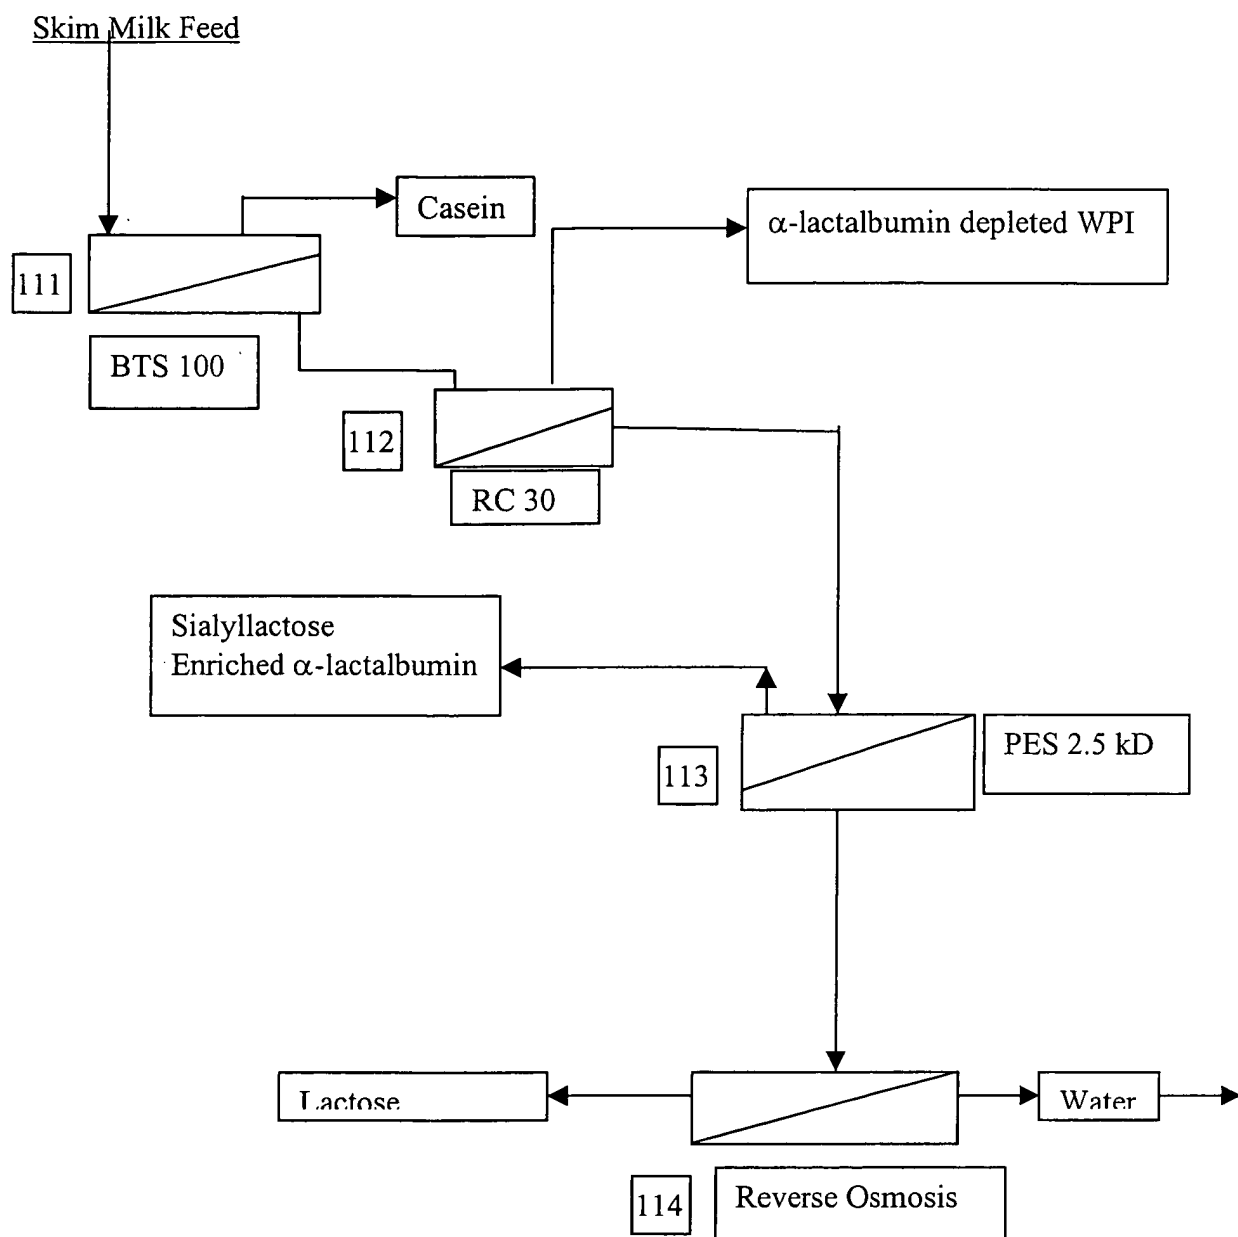 Skim Milk Feed
Casein
α-lactalbumin depleted WPI
111
BTS 100
112
RC 30
Sialyllactose
Enriched α-lactalbumin
PES 2.5 kD
113
Lactose
Water
114
Reverse Osmosis